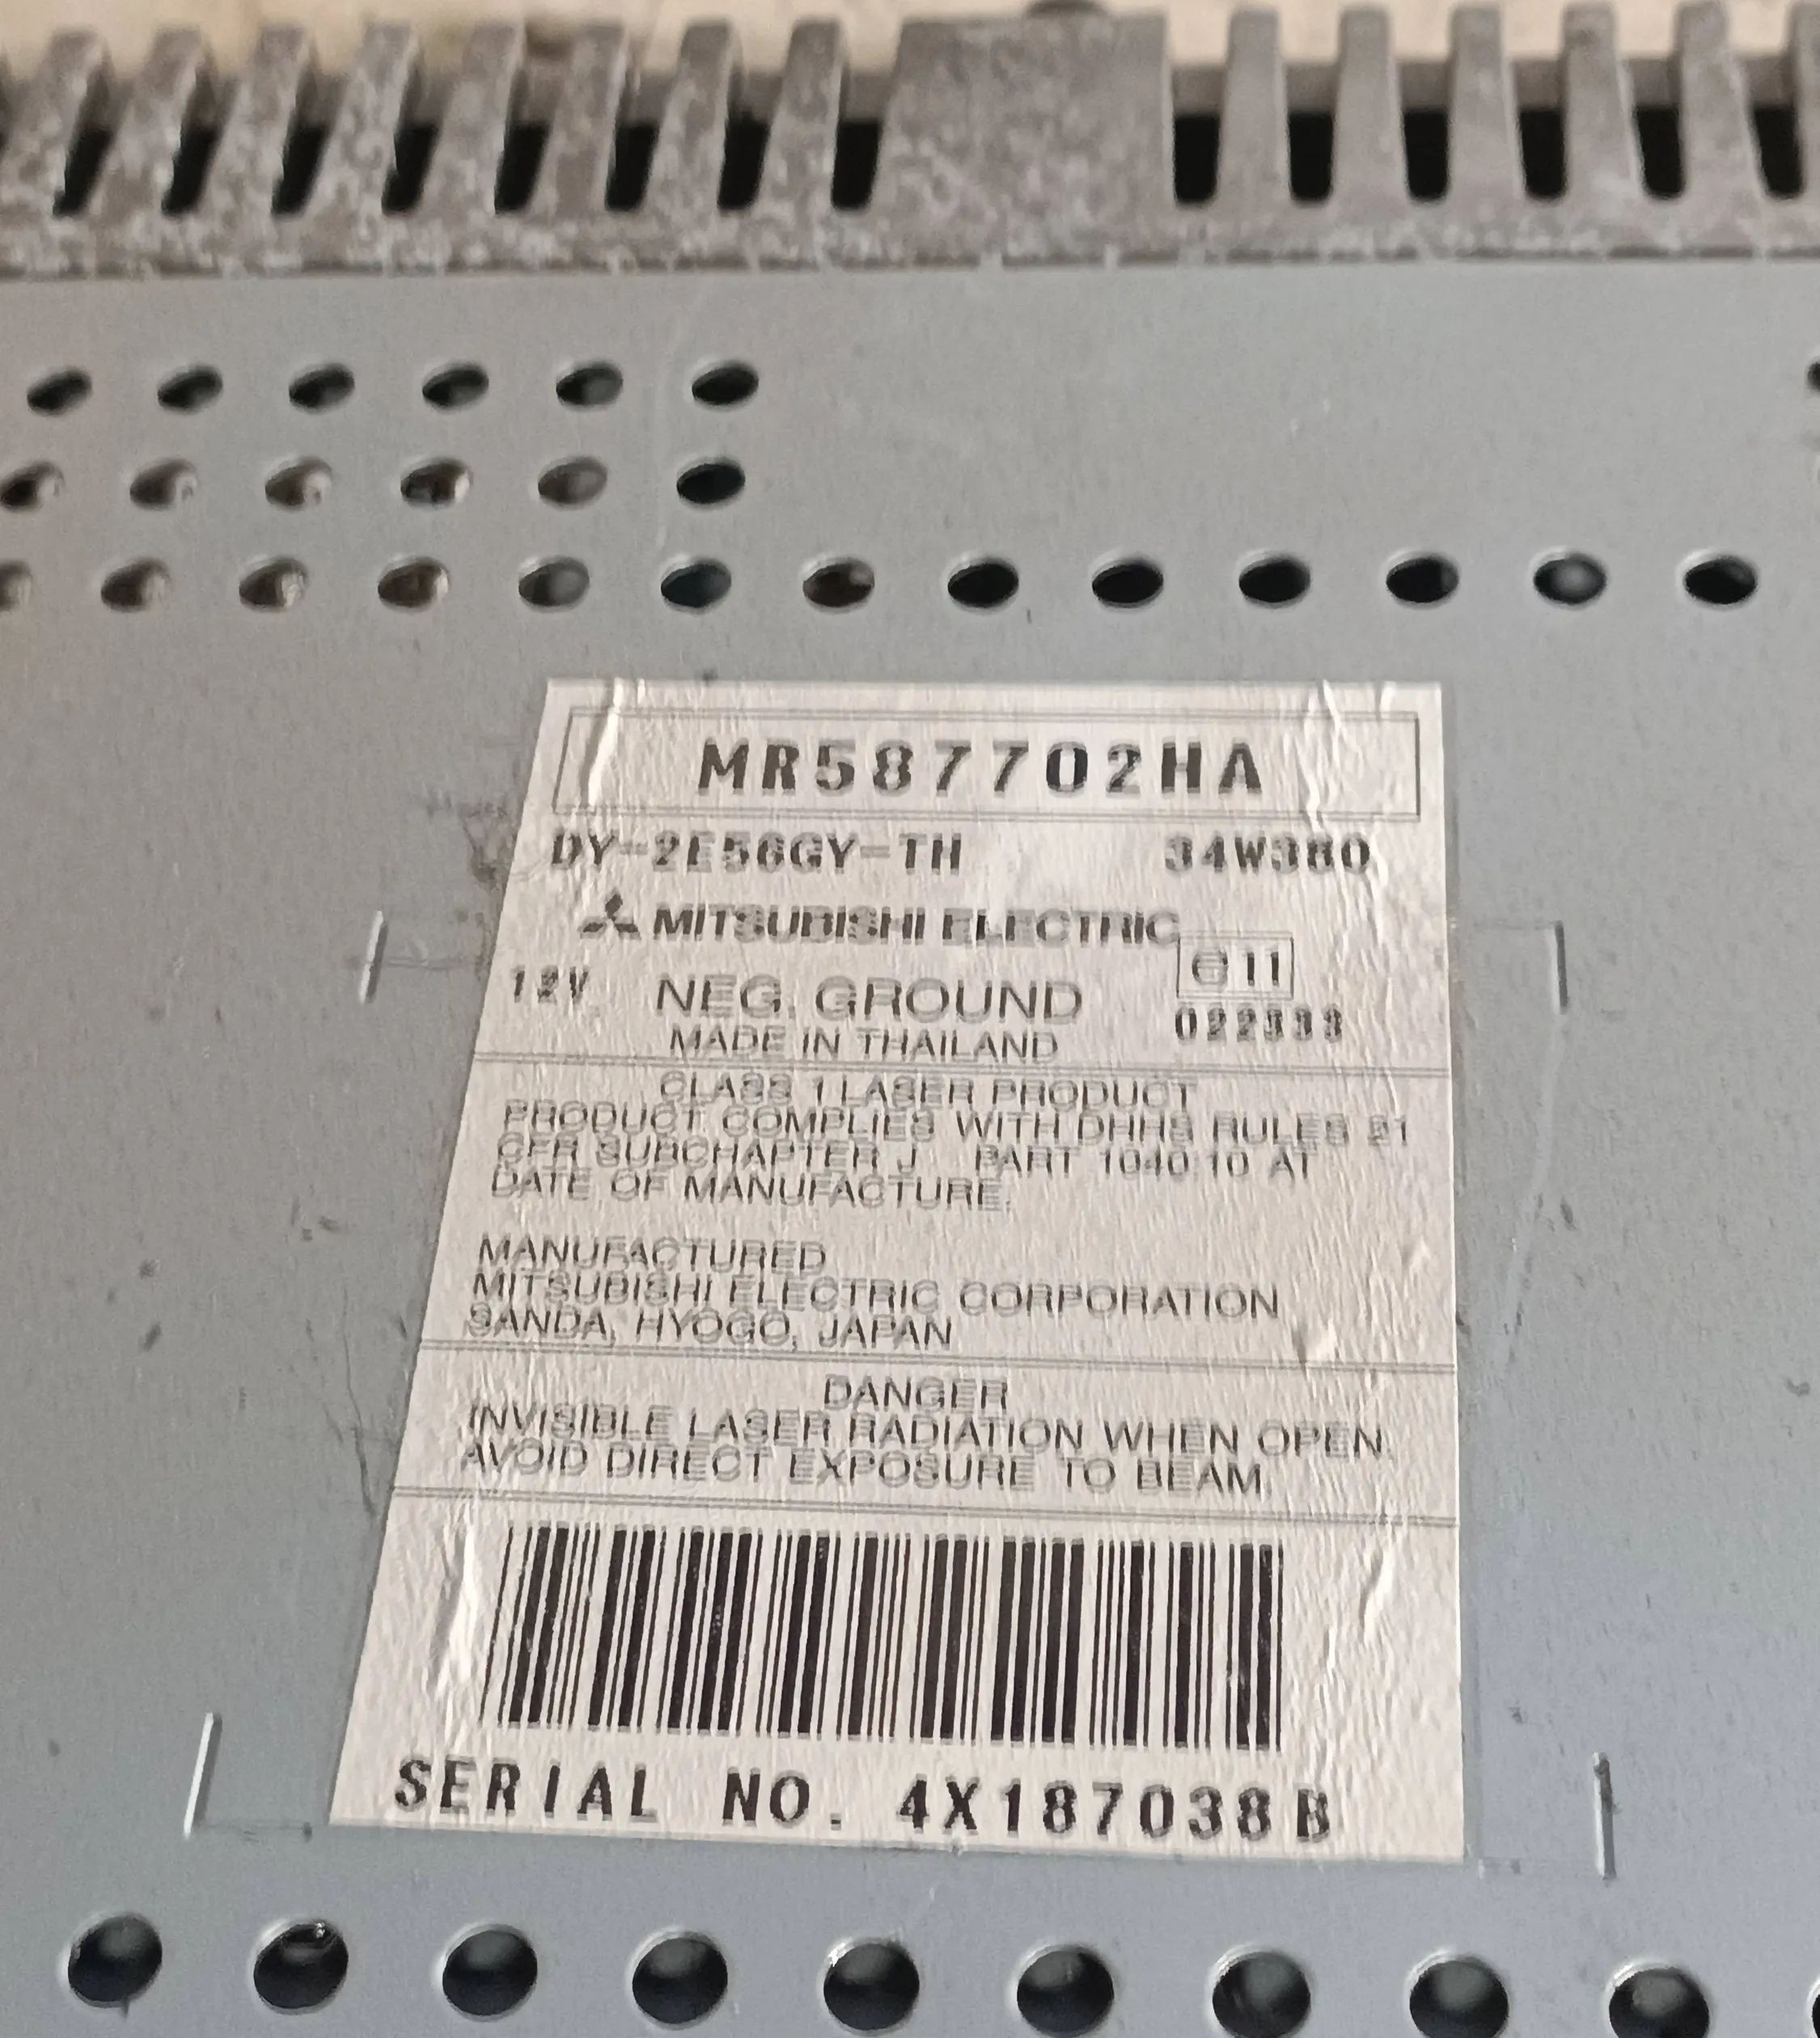 MR587702HA
DY-2E56GY-TH 34W380
MITSUBISHI ELECTRIC
e11
12V NEG. GROUND
022333
MADE IN THAILAND
CLASS 1 LASER PRODUCT
PRODUCT COMPLIES WITH DHHS RULES 21
CFR SUBCHAPTER J PART 1040.10 AT
DATE OF MANUFACTURE.
MANUFACTURED
MITSUBISHI ELECTRIC CORPORATION
SANDA, HYOGO, JAPAN
DANGER
INVISIBLE LASER RADIATION WHEN OPEN.
AVOID DIRECT EXPOSURE TO BEAM.
SERIAL NO. 4X187038B